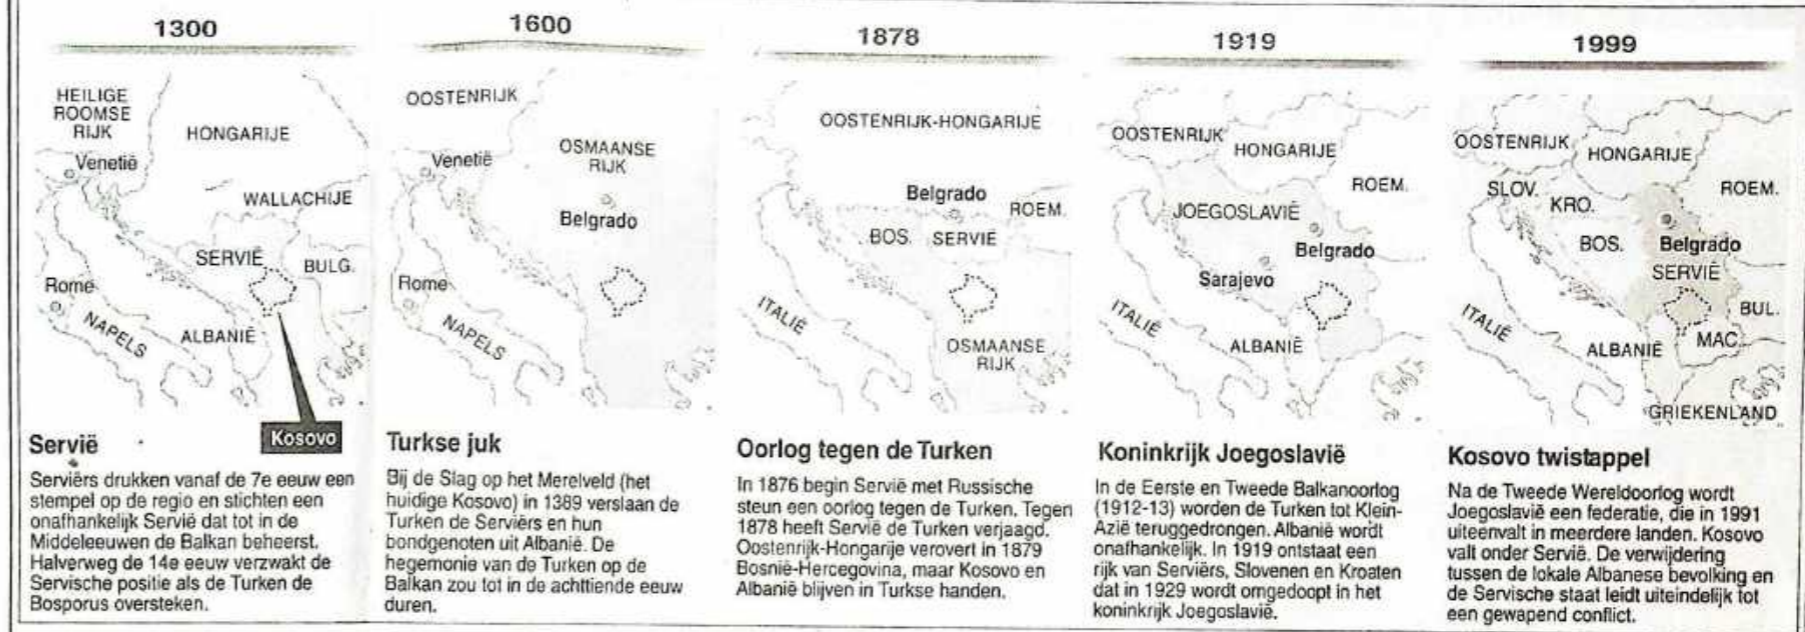 1300
HEILIGE
ROOMSE
RIJK
HONGARIJE
Venetië
WALLACHIJE
SERVIË
BULG.
Rome
NAPELS
ALBANIË
Kosovo
Servië
Serviërs drukken vanaf de 7e eeuw een
stempel op de regio en stichten een
onafhankelijk Servië dat tot in de
Middeleeuwen de Balkan beheerst.
Halverweg de 14e eeuw verzwakt de
Servische positie als de Turken de
Bosporus oversteken.
1600
OOSTENRIJK
OSMAANSE
RIJK
Venetië
Belgrado
Rome
NAPELS
Turkse juk
Bij de Slag op het Merelveld (het
huidige Kosovo) in 1389 verslaan de
Turken de Serviërs en hun
bondgenoten uit Albanië. De
hegemonie van de Turken op de
Balkan zou tot in de achttiende eeuw
duren.
1878
OOSTENRIJK-HONGARIJE
Belgrado
ROEM.
BOS.
SERVIË
ITALIË
OSMAANSE
RIJK
Oorlog tegen de Turken
In 1876 begin Servië met Russische
steun een oorlog tegen de Turken. Tegen
1878 heeft Servië de Turken verjaagd.
Oostenrijk-Hongarije verovert in 1879
Bosnië-Hercegovina, maar Kosovo en
Albanië blijven in Turkse handen.
1919
OOSTENRIJK
HONGARIJE
ROEM.
JOEGOSLAVIË
Belgrado
Sarajevo
ITALIË
ALBANIË
Koninkrijk Joegoslavië
In de Eerste en Tweede Balkanoorlog
(1912-13) worden de Turken tot Klein-
Azië teruggedrongen. Albanië wordt
onafhankelijk. In 1919 ontstaat een
rijk van Serviërs, Slovenen en Kroaten
dat in 1929 wordt omgedoopt in het
koninkrijk Joegoslavië.
1999
OOSTENRIJK
HONGARIJE
SLOV.
ROEM.
KRO.
BOS.
Belgrado
SERVIË
BUL.
ITALIË
ALBANIË
MAC.
GRIEKENLAND
Kosovo twistappel
Na de Tweede Wereldoorlog wordt
Joegoslavië een federatie, die in 1991
uiteenvalt in meerdere landen. Kosovo
valt onder Servië. De verwijdering
tussen de lokale Albanese bevolking en
de Servische staat leidt uiteindelijk tot
een gewapend conflict.